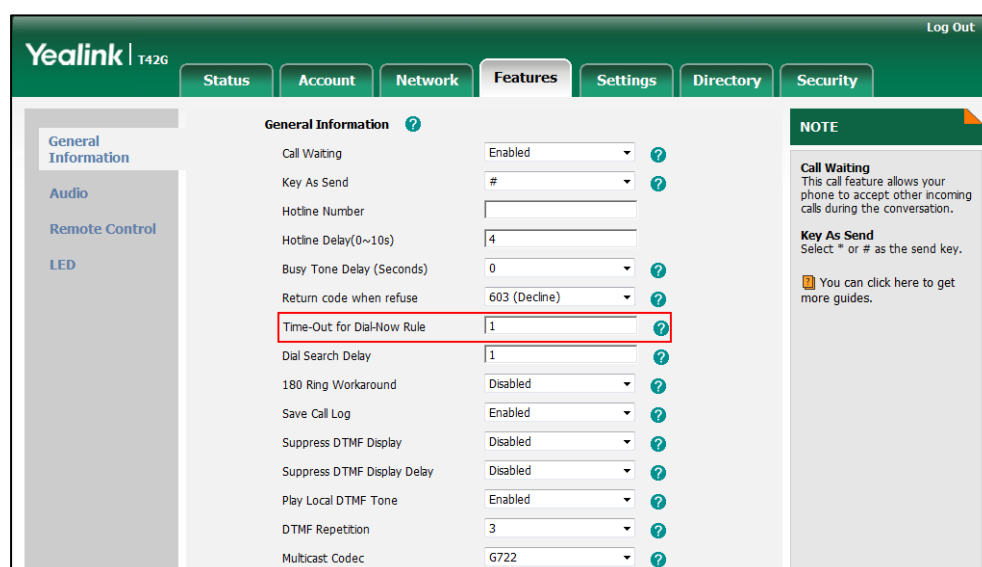 Log Out
Yealink T42G
Status Account Network Features Settings Directory Security
General
Information
Audio
Remote Control
LED
General Information ?
Call Waiting Enabled ?
Key As Send # ?
Hotline Number
Hotline Delay(0~10s) 4
Busy Tone Delay (Seconds) 0 ?
Return code when refuse 603 (Decline) ?
Time-Out for Dial-Now Rule 1 ?
Dial Search Delay 1 ?
180 Ring Workaround Disabled ?
Save Call Log Enabled ?
Suppress DTMF Display Disabled ?
Suppress DTMF Display Delay Disabled ?
Play Local DTMF Tone Enabled ?
DTMF Repetition 3 ?
Multicast Codec G722 ?
NOTE
Call Waiting
This call feature allows your
phone to accept other incoming
calls during the conversation.
Key As Send
Select * or # as the send key.
? You can click here to get
more guides.